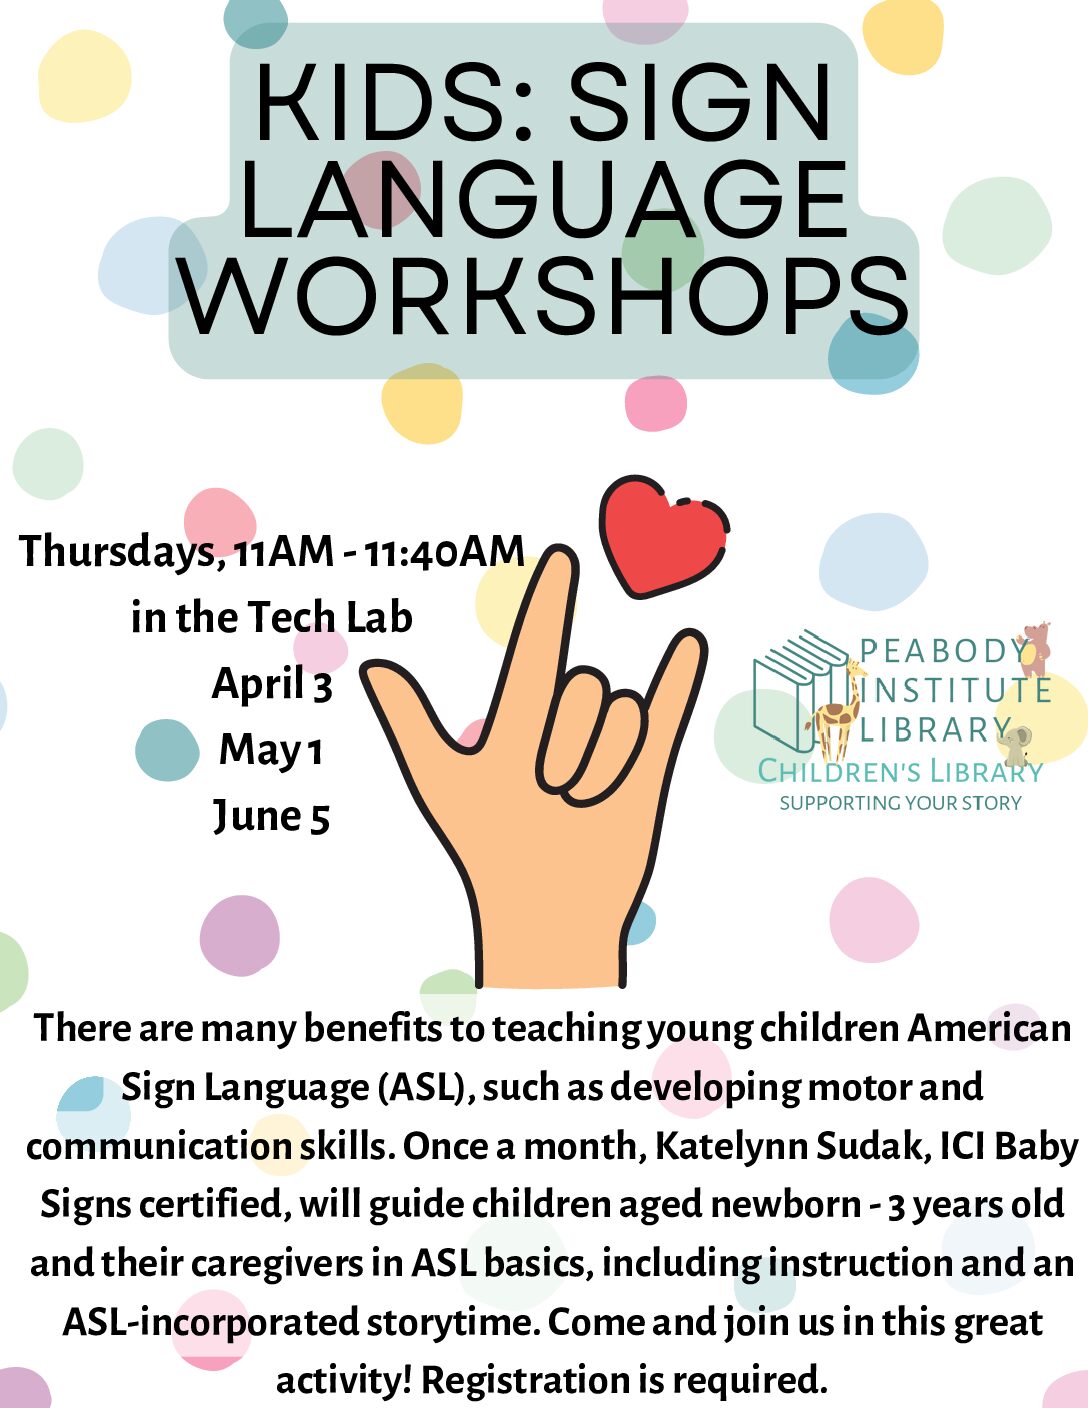 KIDS: SIGN
LANGUAGE
WORKSHOPS
Thursdays, 11AM - 11:40AM
in the Tech Lab
April 3
May 1
June 5
PEABODY
INSTITUTE
LIBRARY
CHILDREN'S LIBRARY
SUPPORTING YOUR STORY
There are many benefits to teaching young children American
Sign Language (ASL), such as developing motor and
communication skills. Once a month, Katelynn Sudak, ICI Baby
Signs certified, will guide children aged newborn - 3 years old
and their caregivers in ASL basics, including instruction and an
ASL-incorporated storytime. Come and join us in this great
activity! Registration is required.